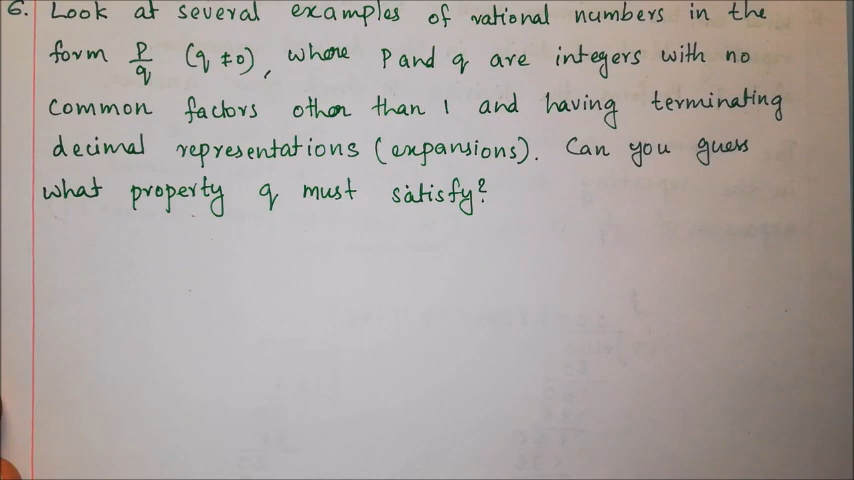 6. Look at several examples of rational numbers in the
form p/q (q ≠ 0), where p and q are integers with no
common factors other than 1 and having terminating
decimal representations (expansions). Can you guess
what property q must satisfy?